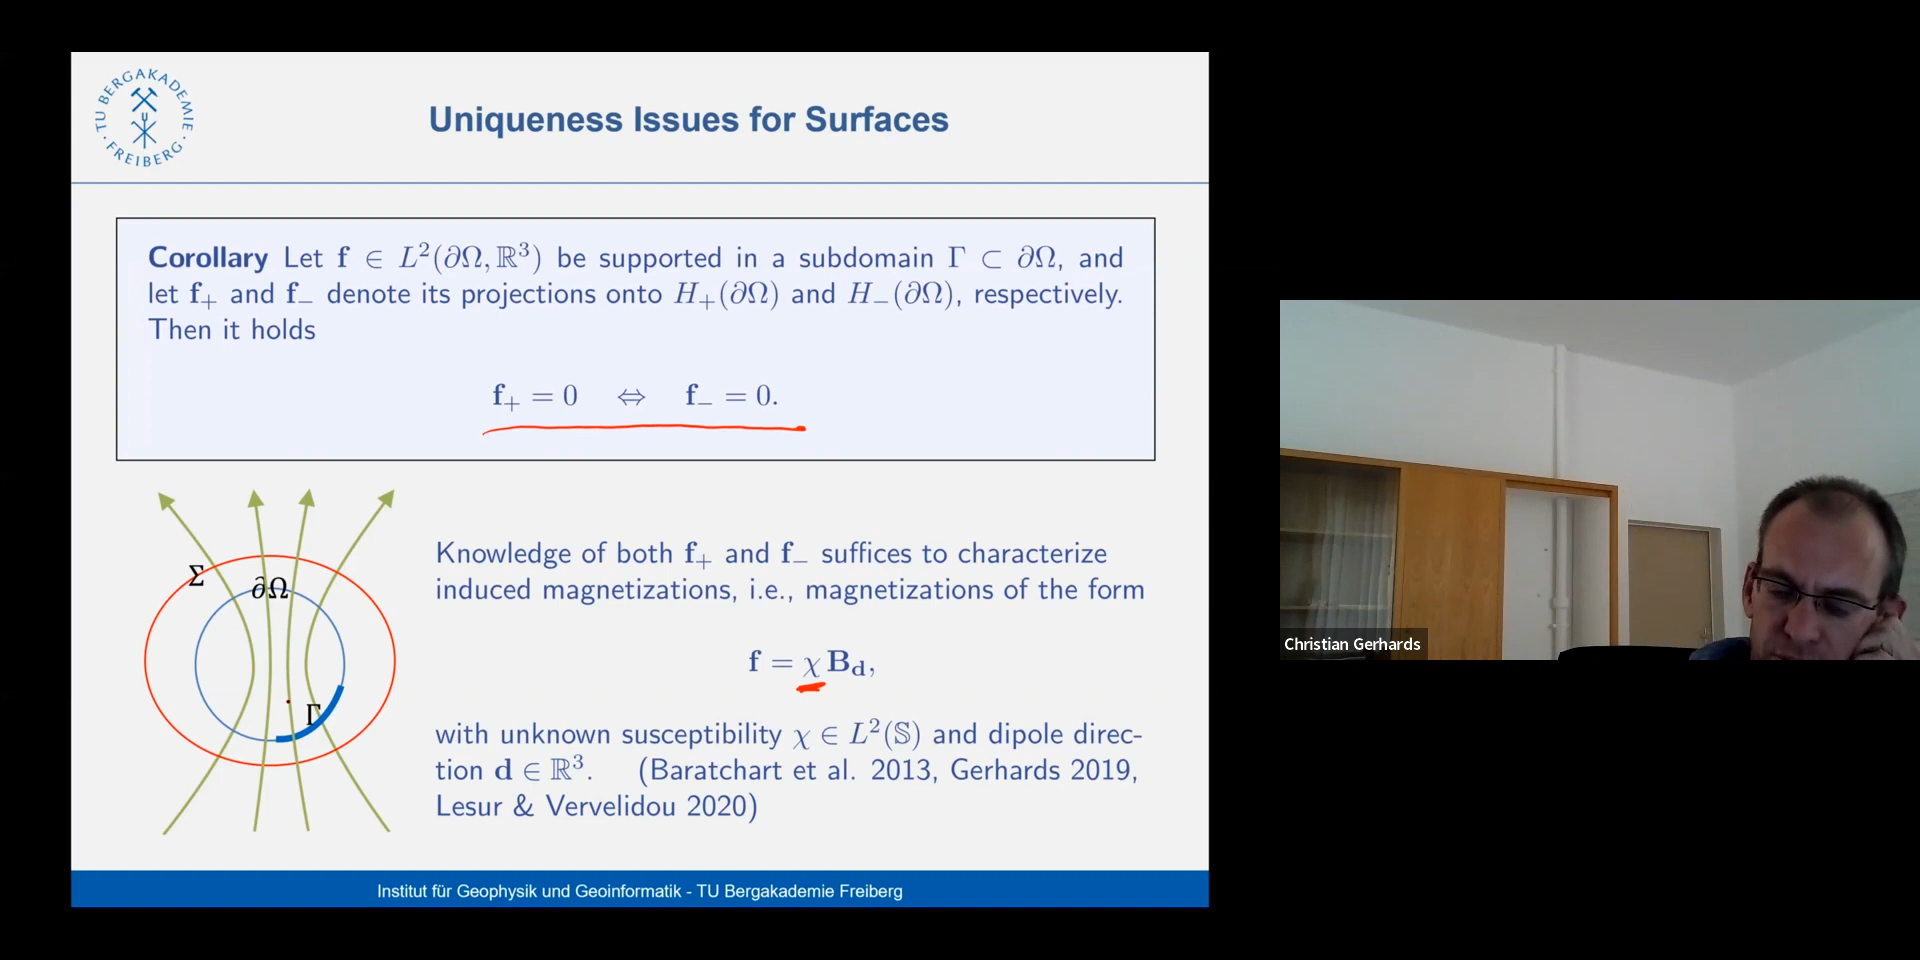 TU BERGAKADEMIE
FREIBERG
Uniqueness Issues for Surfaces
Corollary Let f ∈ L²(∂Ω, ℝ³) be supported in a subdomain Γ ⊂ ∂Ω, and
let f₊ and f₋ denote its projections onto H₊(∂Ω) and H₋(∂Ω), respectively.
Then it holds
f₊ = 0 ⇔ f₋ = 0.
Σ
∂Ω
Γ
Knowledge of both f₊ and f₋ suffices to characterize
induced magnetizations, i.e., magnetizations of the form
f = χ B_d,
with unknown susceptibility χ ∈ L²(𝕊) and dipole direc-
tion d ∈ ℝ³. (Baratchart et al. 2013, Gerhards 2019,
Lesur & Vervelidou 2020)
Institut für Geophysik und Geoinformatik - TU Bergakademie Freiberg
Christian Gerhards